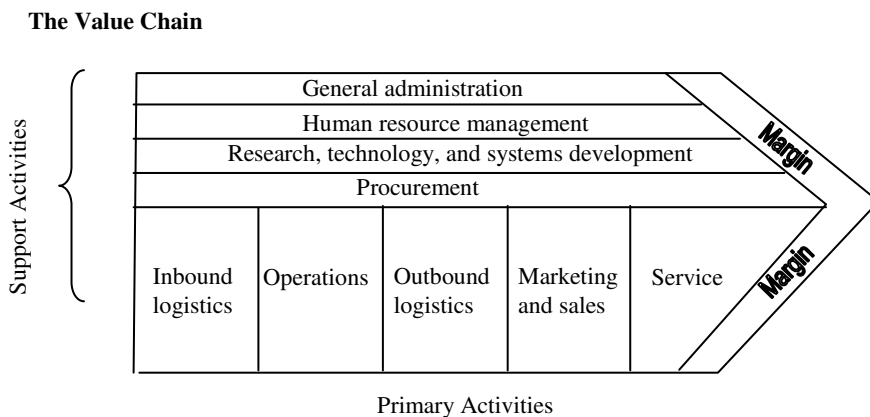 The Value Chain
Support Activities
General administration
Human resource management
Research, technology, and systems development
Procurement
Margin
Inbound
logistics
Operations
Outbound
logistics
Marketing
and sales
Service
Margin
Primary Activities